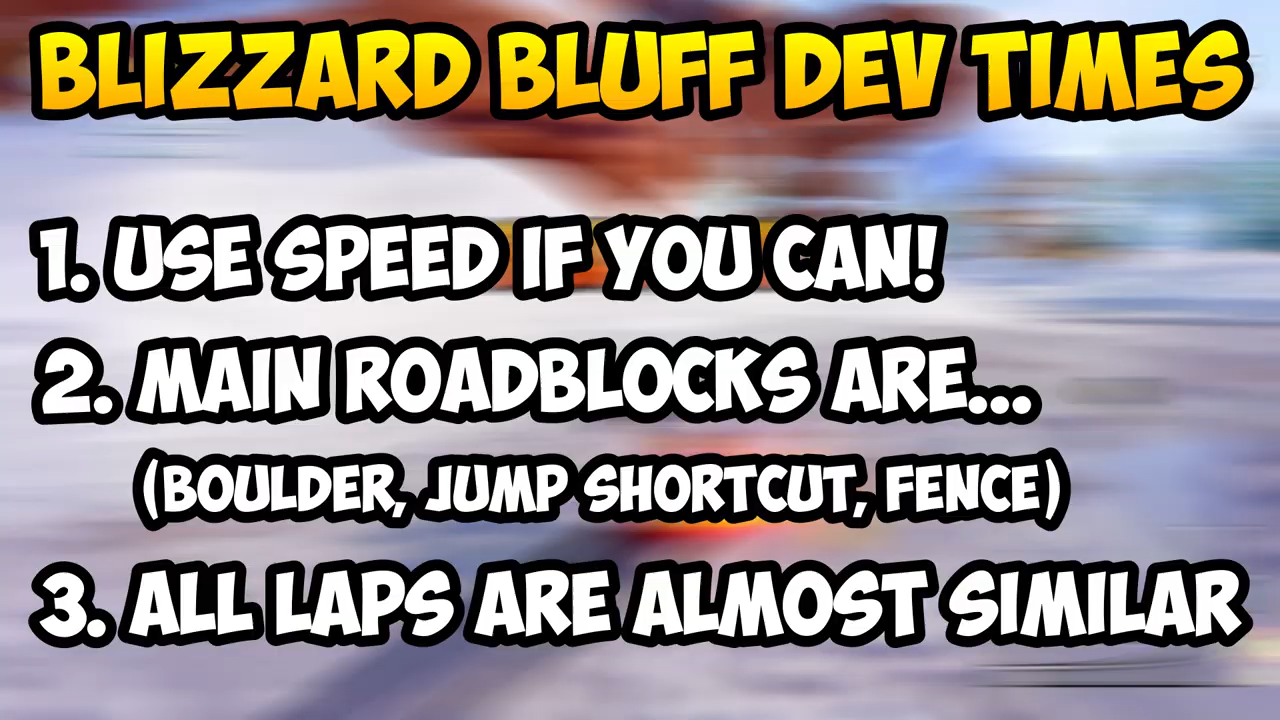 BLIZZARD BLUFF DEV TIMES
1. USE SPEED IF YOU CAN!
2. MAIN ROADBLOCKS ARE...
(BOULDER, JUMP SHORTCUT, FENCE)
3. ALL LAPS ARE ALMOST SIMILAR